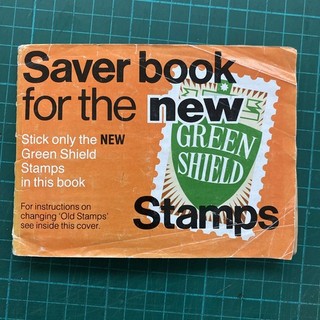 Saver book
for the new
Stick only the NEW
Green Shield
Stamps
in this book
GREEN
SHIELD
For instructions on
changing 'Old Stamps'
see inside this cover.
Stamps